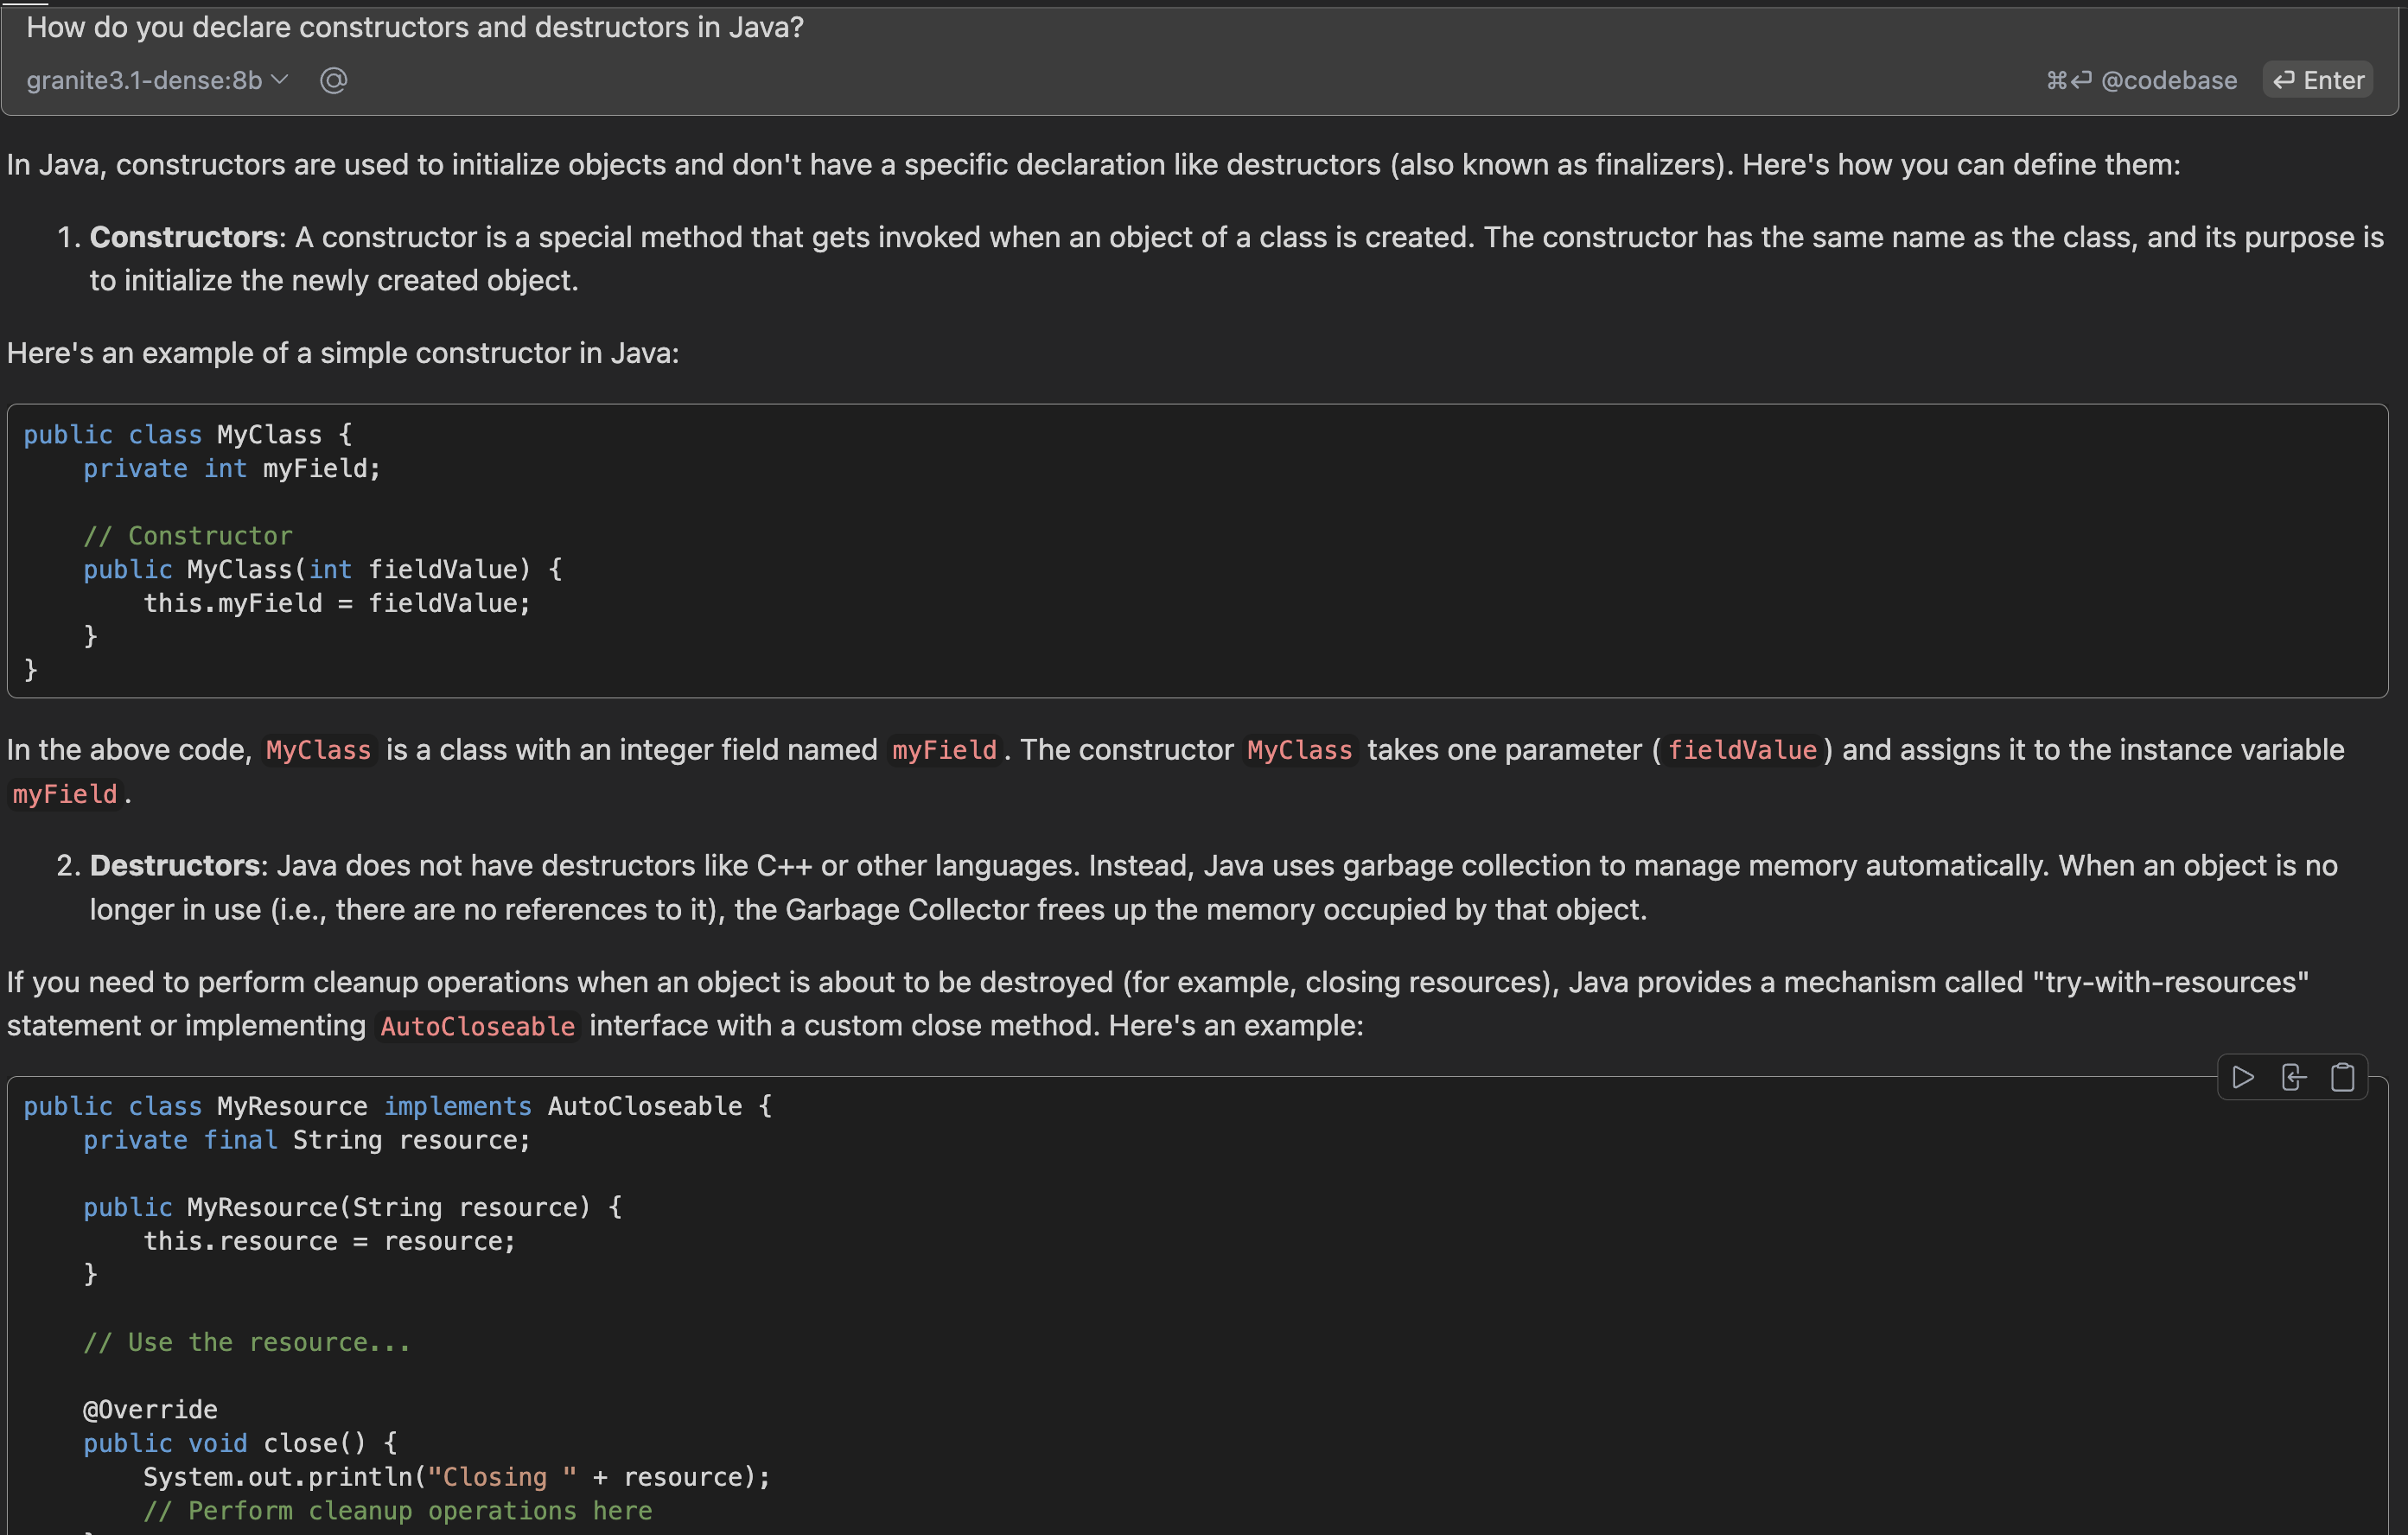 How do you declare constructors and destructors in Java?
granite3.1-dense:8b @ ⌘⏎ @codebase ⏎ Enter
In Java, constructors are used to initialize objects and don't have a specific declaration like destructors (also known as finalizers). Here's how you can define them:
1. Constructors: A constructor is a special method that gets invoked when an object of a class is created. The constructor has the same name as the class, and its purpose is
to initialize the newly created object.
Here's an example of a simple constructor in Java:
public class MyClass {
    private int myField;

    // Constructor
    public MyClass(int fieldValue) {
        this.myField = fieldValue;
    }
}
In the above code, MyClass is a class with an integer field named myField. The constructor MyClass takes one parameter (fieldValue) and assigns it to the instance variable
myField.
2. Destructors: Java does not have destructors like C++ or other languages. Instead, Java uses garbage collection to manage memory automatically. When an object is no
longer in use (i.e., there are no references to it), the Garbage Collector frees up the memory occupied by that object.
If you need to perform cleanup operations when an object is about to be destroyed (for example, closing resources), Java provides a mechanism called "try-with-resources"
statement or implementing AutoCloseable interface with a custom close method. Here's an example:
public class MyResource implements AutoCloseable {
    private final String resource;

    public MyResource(String resource) {
        this.resource = resource;
    }

    // Use the resource...

    @Override
    public void close() {
        System.out.println("Closing " + resource);
        // Perform cleanup operations here